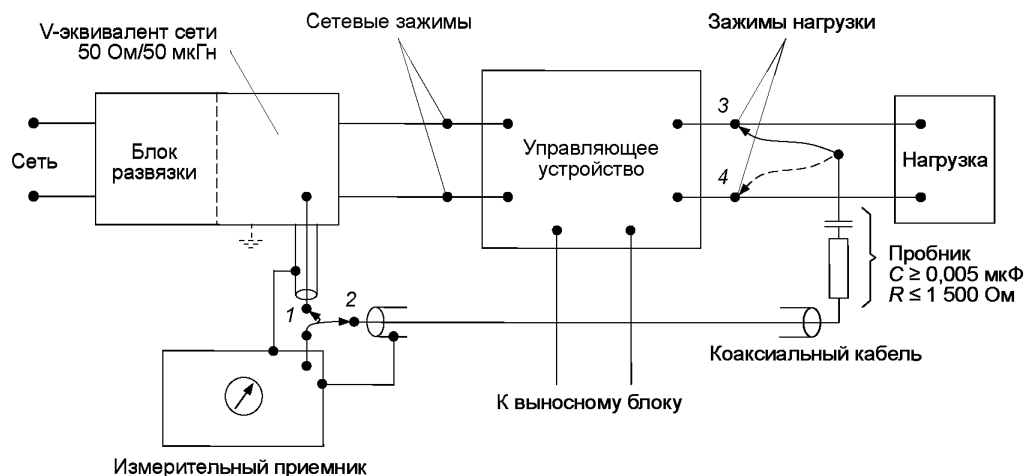 V-эквивалент сети
50 Ом/50 мкГн
Сетевые зажимы
Зажимы нагрузки
Сеть
Блок
развязки
Управляющее
устройство
3
4
Нагрузка
Пробник
C ≥ 0,005 мкФ
R ≤ 1 500 Ом
1
2
Коаксиальный кабель
К выносному блоку
Измерительный приемник